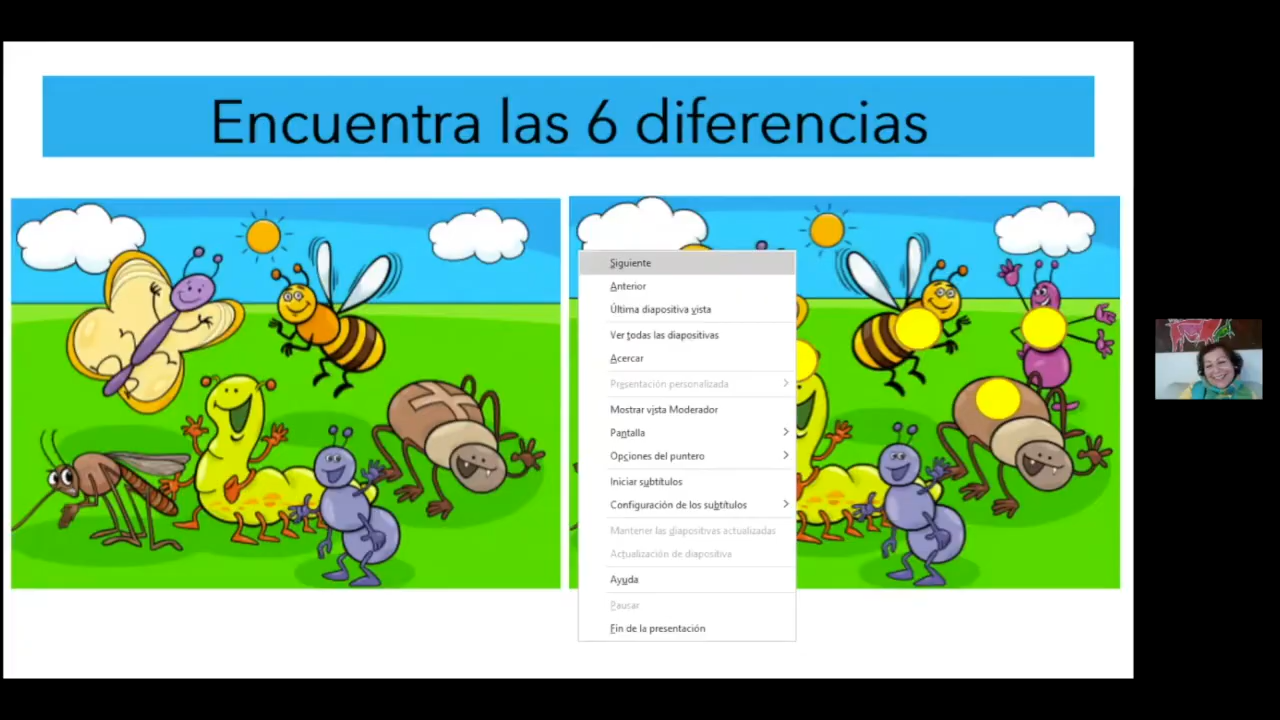 Encuentra las 6 diferencias
Siguiente
Anterior
Última diapositiva vista
Ver todas las diapositivas
Acercar
Presentación personalizada
Mostrar vista Moderador
Pantalla
Opciones del puntero
Iniciar subtítulos
Configuración de los subtítulos
Mantener las diapositivas actualizadas
Actualización de diapositiva
Ayuda
Pausar
Fin de la presentación